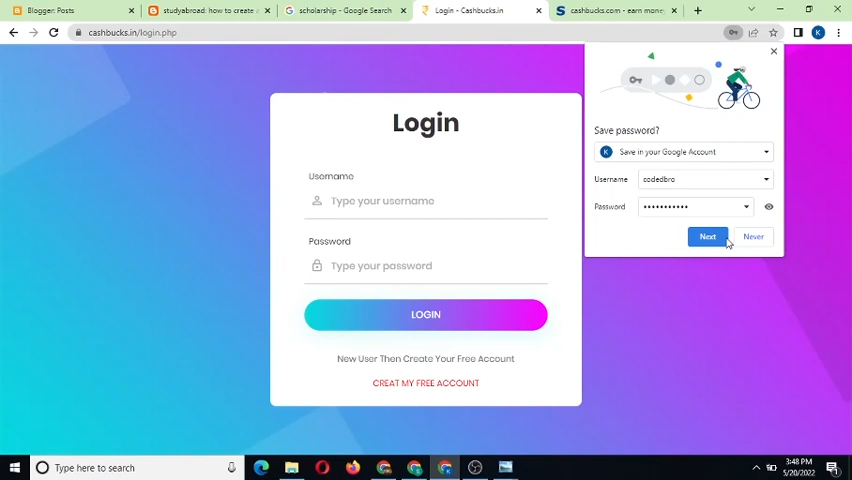 Blogger: Posts
studyabroad: how to create a
scholarship - Google Search
Login - Cashbucks.in
cashbucks.com - earn money
cashbucks.in/login.php
Login
Username
Type your username
Password
Type your password
LOGIN
New User Then Create Your Free Account
CREAT MY FREE ACCOUNT
Save password?
K
Save in your Google Account
Username
codedbro
Password
•••••••••••
Next
Never
Type here to search
3:48 PM
5/20/2022